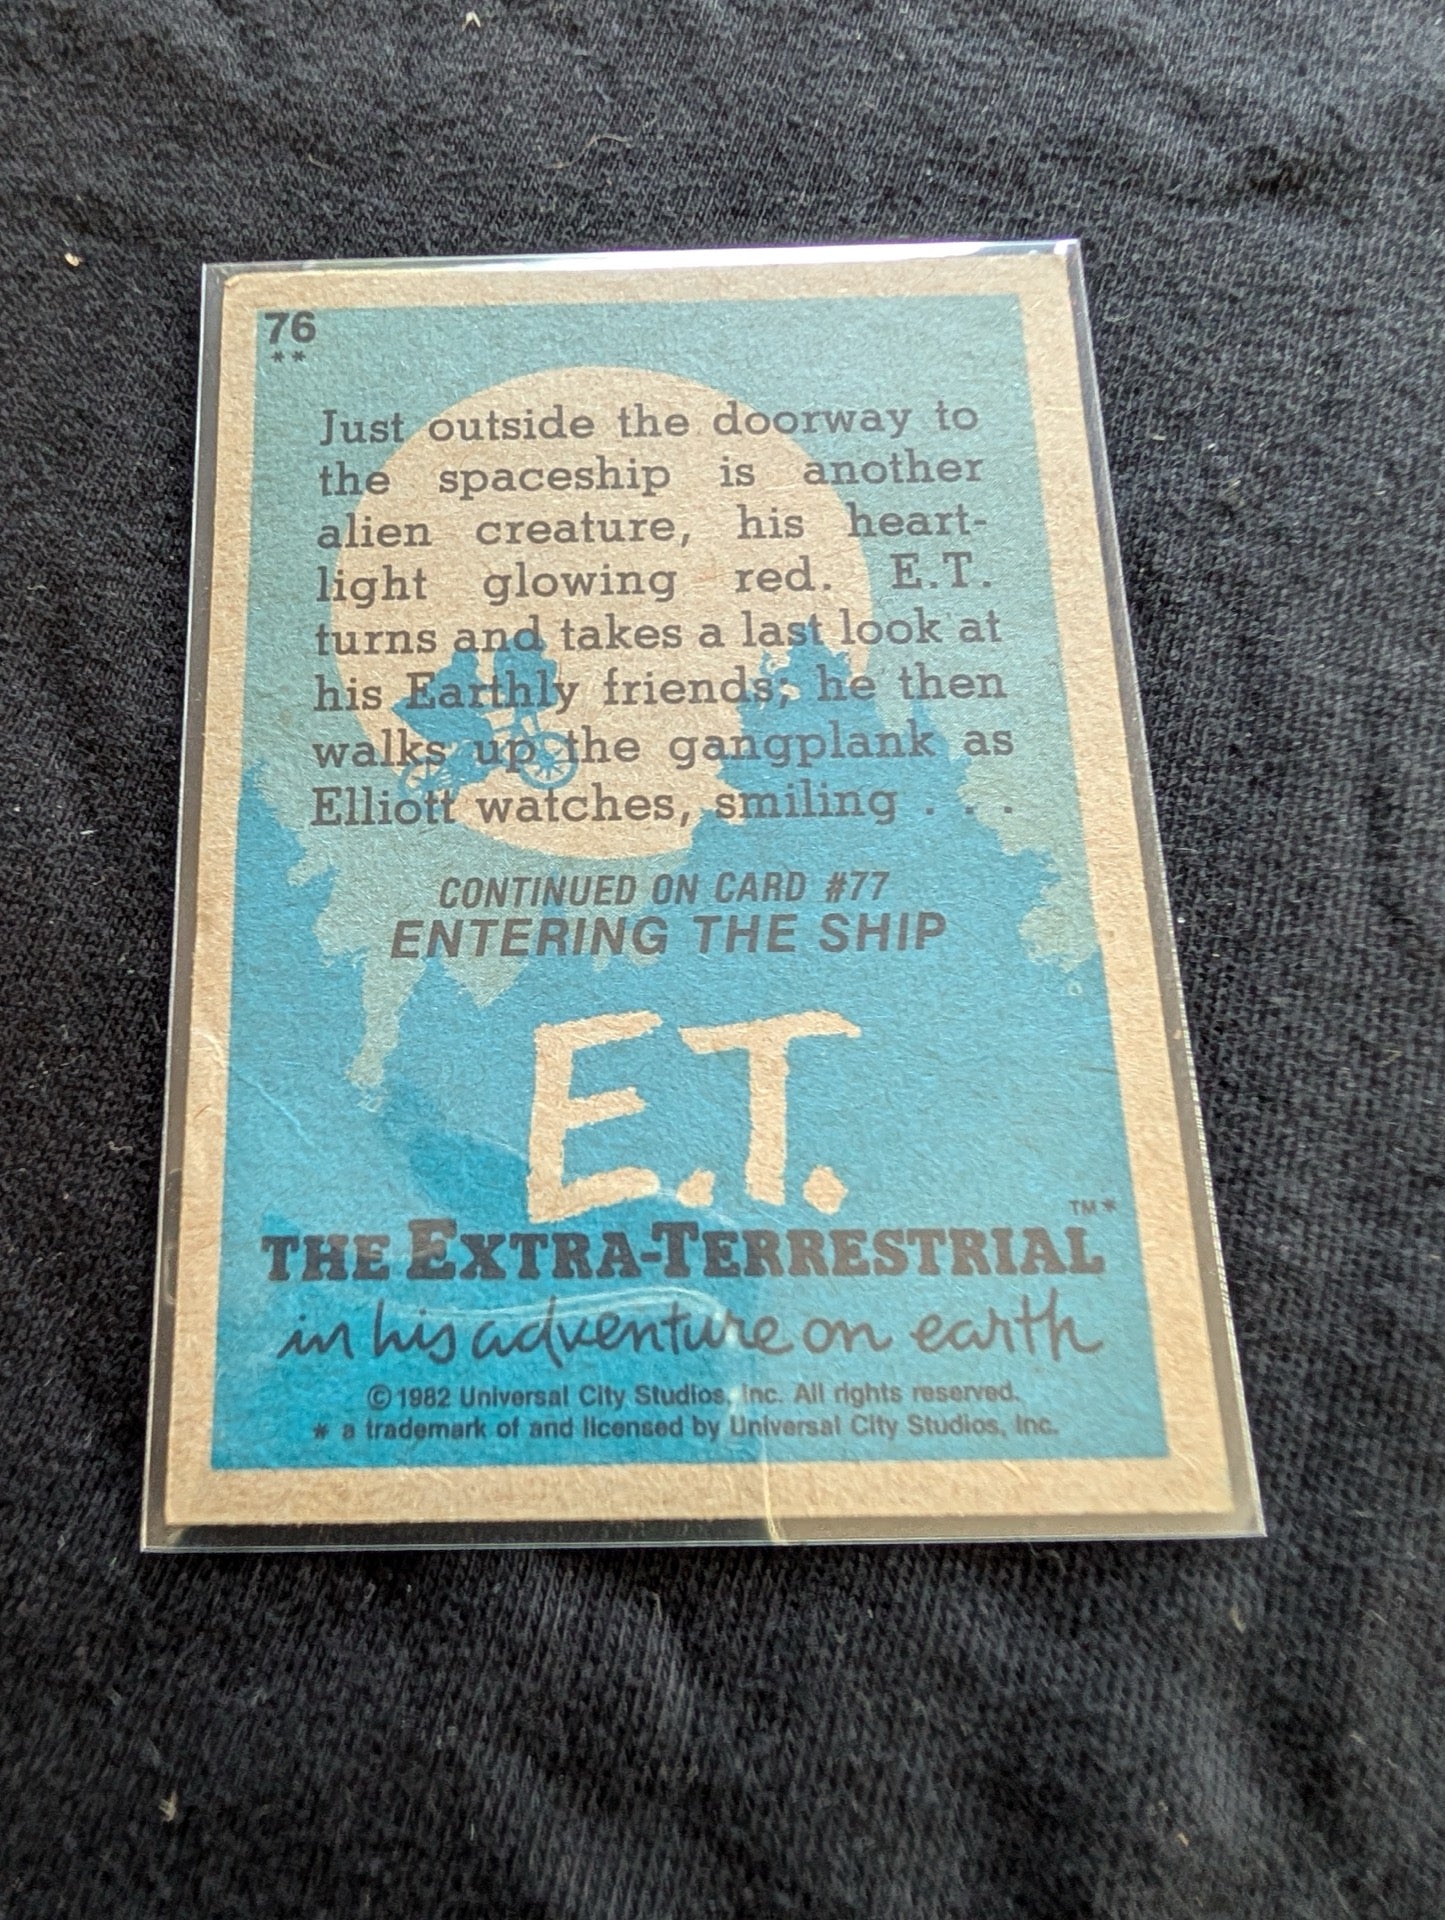 76
**
Just outside the doorway to
the spaceship is another
alien creature, his heart-
light glowing red. E.T.
turns and takes a last look at
his Earthly friends; he then
walks up the gangplank as
Elliott watches, smiling . . .
CONTINUED ON CARD #77
ENTERING THE SHIP
E.T.
TM*
THE EXTRA-TERRESTRIAL
in his adventure on earth
© 1982 Universal City Studios, Inc. All rights reserved.
* a trademark of and licensed by Universal City Studios, Inc.